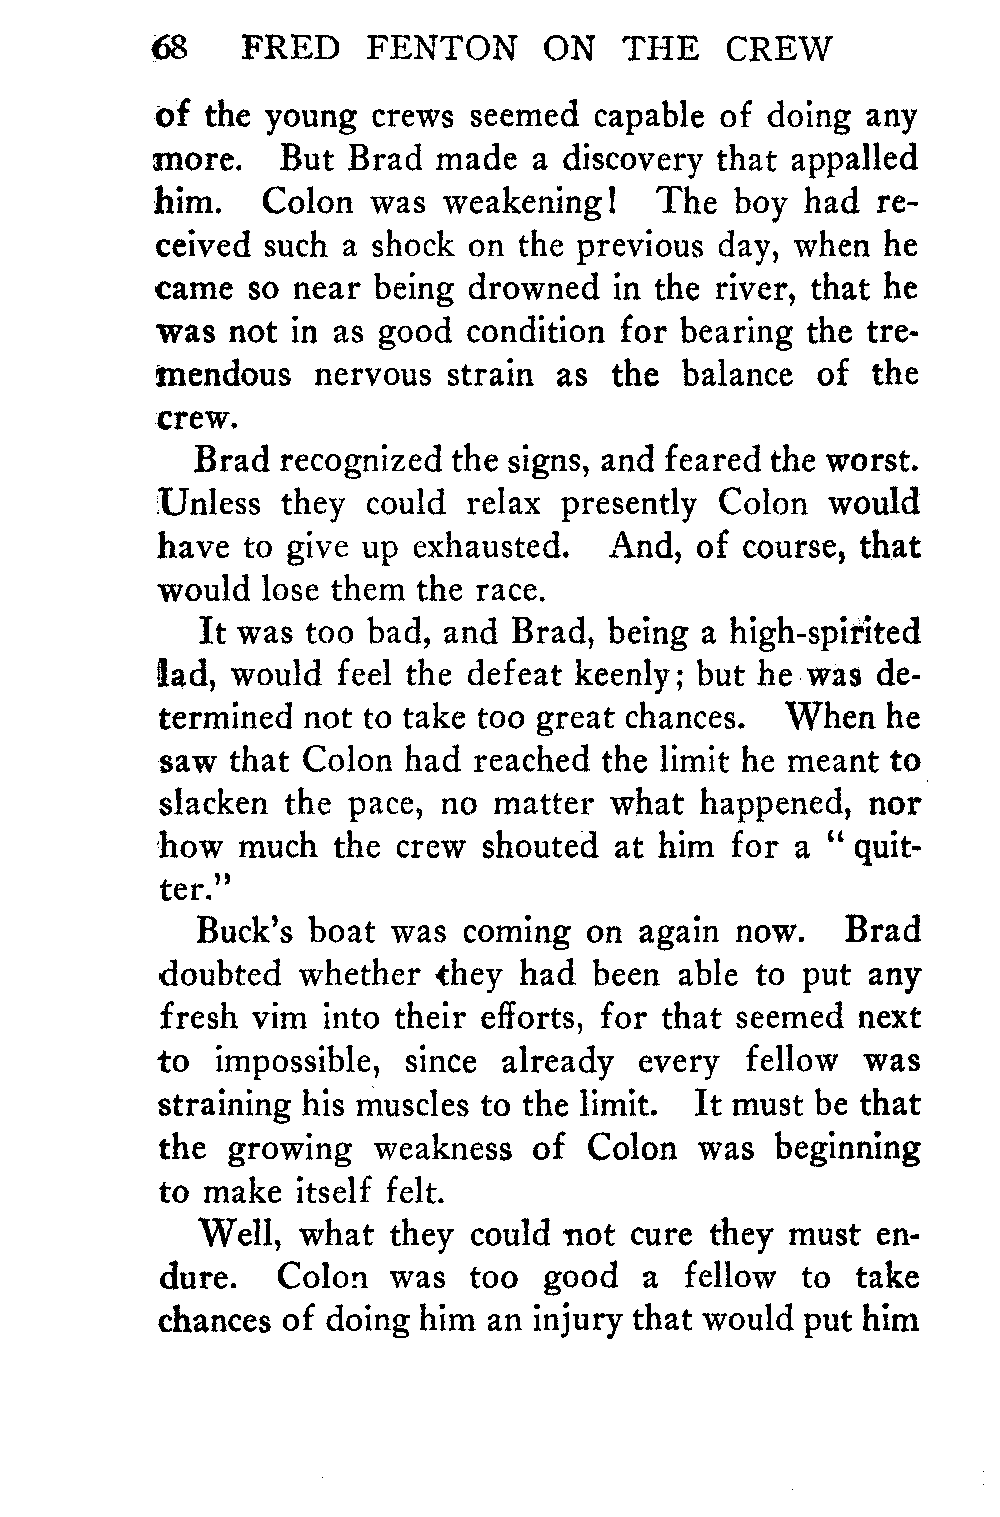 68 FRED FENTON ON THE CREW
of the young crews seemed capable of doing any
more. But Brad made a discovery that appalled
him. Colon was weakening! The boy had re-
ceived such a shock on the previous day, when he
came so near being drowned in the river, that he
was not in as good condition for bearing the tre-
mendous nervous strain as the balance of the
crew.
Brad recognized the signs, and feared the worst.
Unless they could relax presently Colon would
have to give up exhausted. And, of course, that
would lose them the race.
It was too bad, and Brad, being a high-spirited
lad, would feel the defeat keenly; but he was de-
termined not to take too great chances. When he
saw that Colon had reached the limit he meant to
slacken the pace, no matter what happened, nor
how much the crew shouted at him for a " quit-
ter."
Buck's boat was coming on again now. Brad
doubted whether they had been able to put any
fresh vim into their efforts, for that seemed next
to impossible, since already every fellow was
straining his muscles to the limit. It must be that
the growing weakness of Colon was beginning
to make itself felt.
Well, what they could not cure they must en-
dure. Colon was too good a fellow to take
chances of doing him an injury that would put him